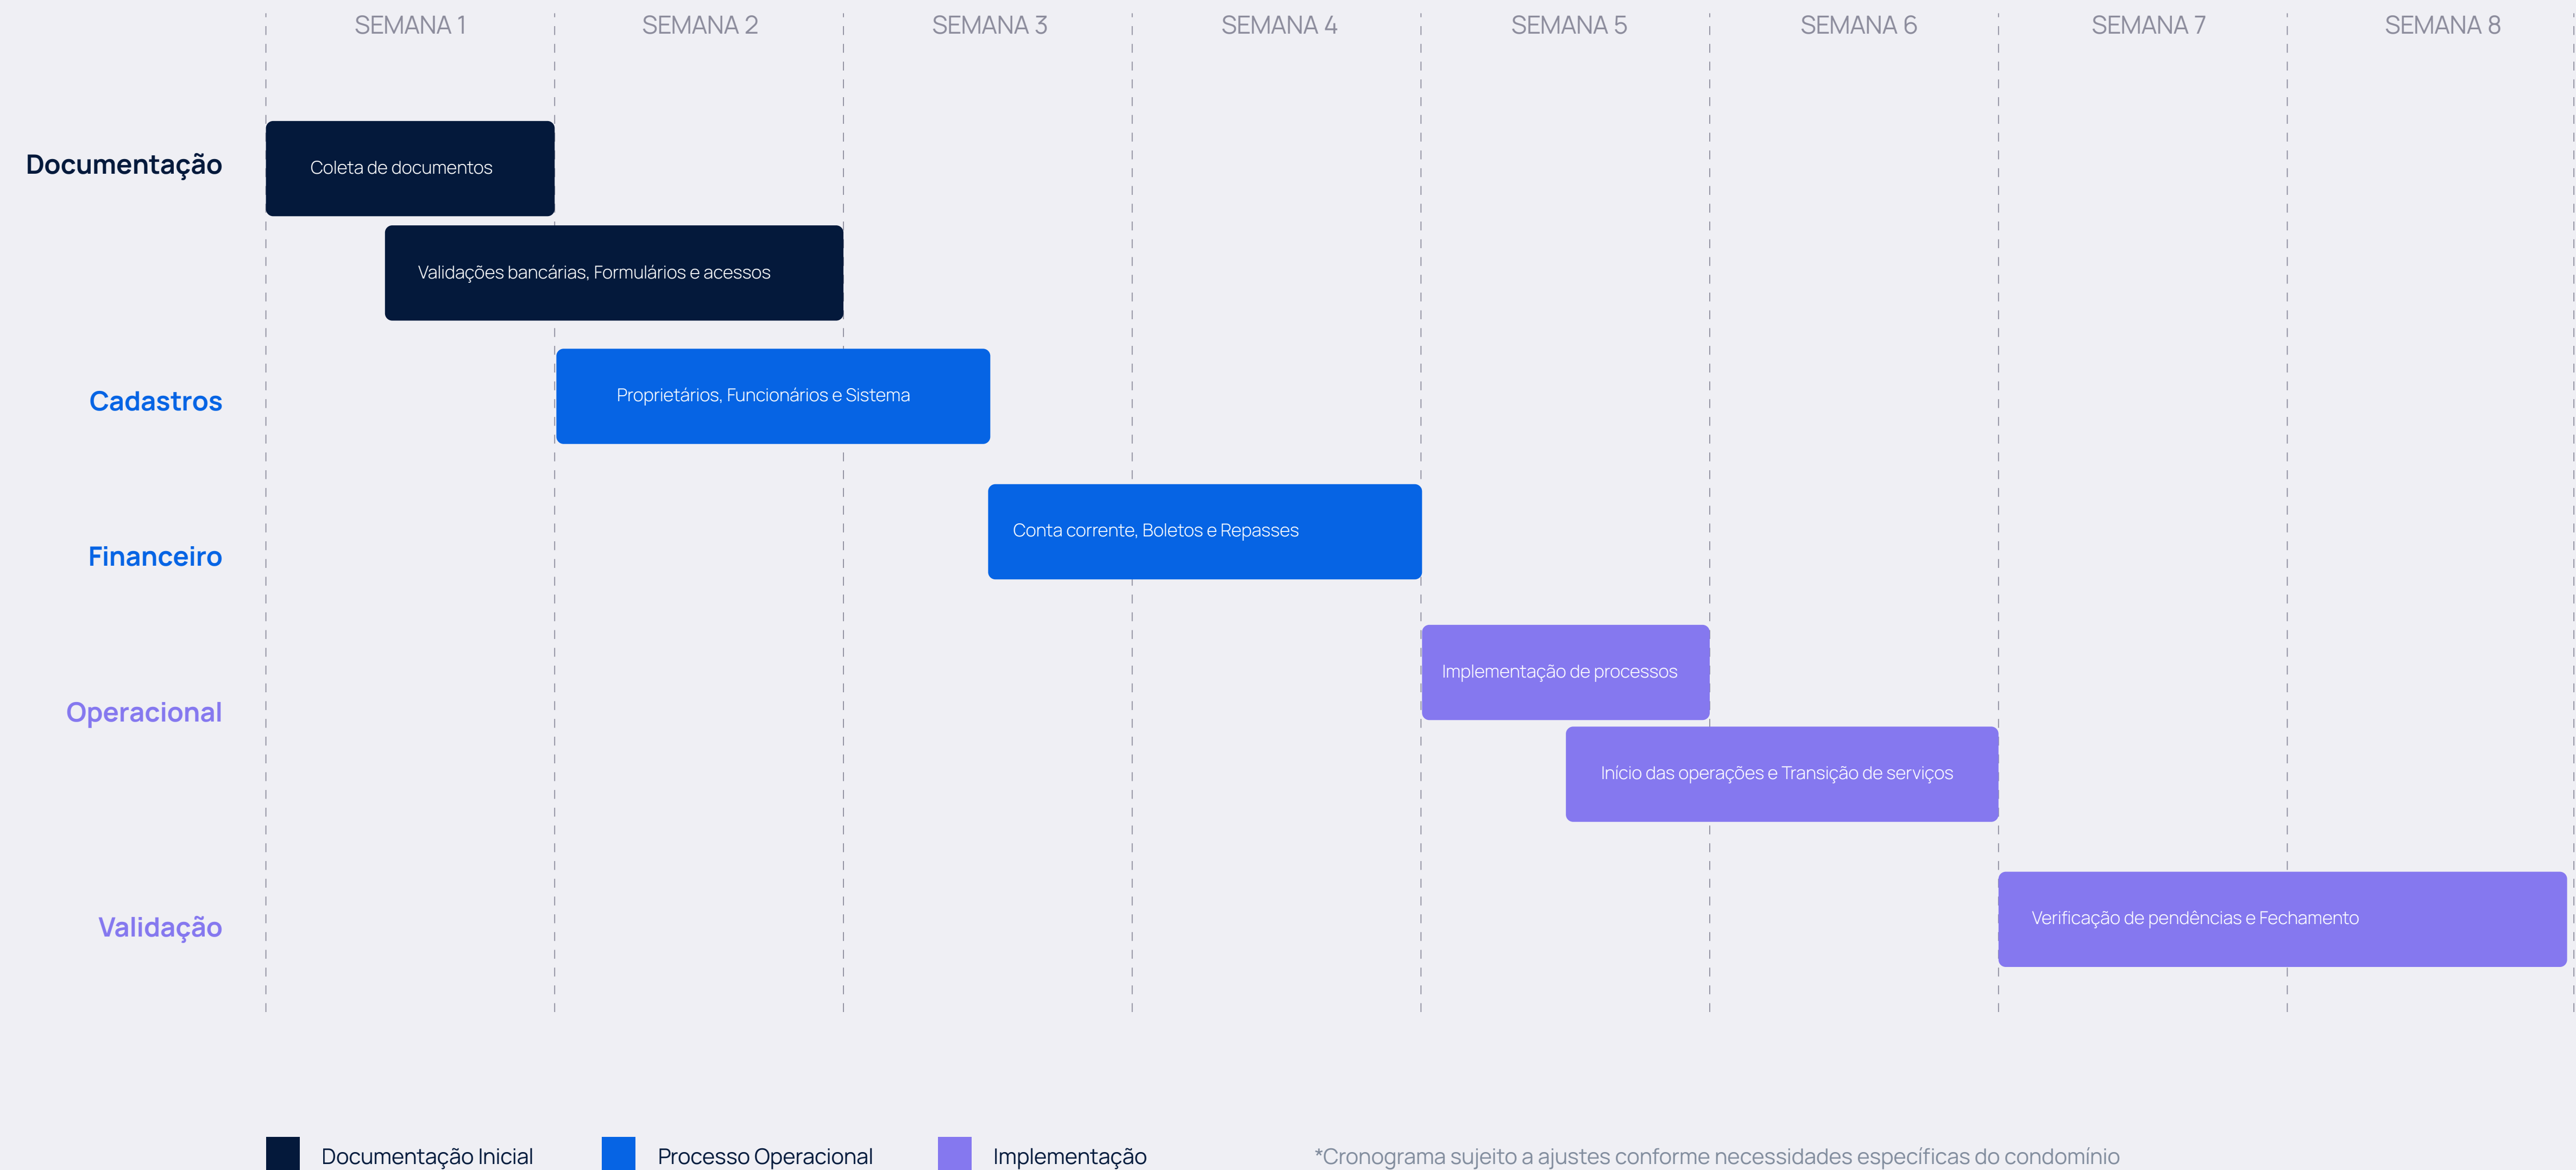 SEMANA 1
SEMANA 2
SEMANA 3
SEMANA 4
SEMANA 5
SEMANA 6
SEMANA 7
SEMANA 8
Documentação
Coleta de documentos
Validações bancárias, Formulários e acessos
Cadastros
Proprietários, Funcionários e Sistema
Financeiro
Conta corrente, Boletos e Repasses
Operacional
Implementação de processos
Início das operações e Transição de serviços
Validação
Verificação de pendências e Fechamento
Documentação Inicial
Processo Operacional
Implementação
*Cronograma sujeito a ajustes conforme necessidades específicas do condomínio